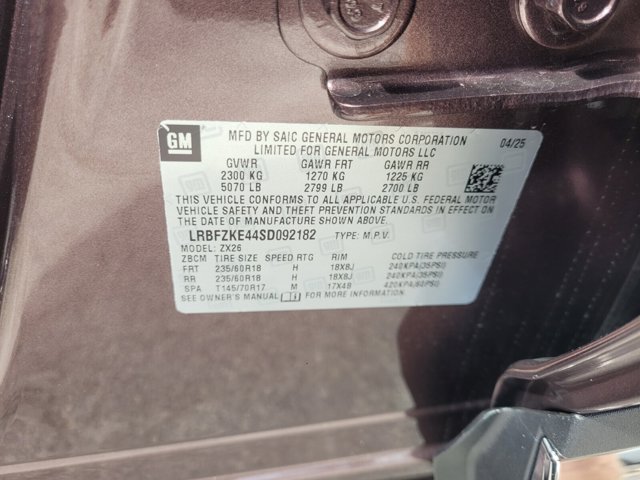 GM
MFD BY SAIC GENERAL MOTORS CORPORATION 04/25
LIMITED FOR GENERAL MOTORS LLC
GVWR GAWR FRT GAWR RR
2300 KG 1270 KG 1225 KG
5070 LB 2799 LB 2700 LB
THIS VEHICLE CONFORMS TO ALL APPLICABLE U.S. FEDERAL MOTOR
VEHICLE SAFETY AND THEFT PREVENTION STANDARDS IN EFFECT ON
THE DATE OF MANUFACTURE SHOWN ABOVE.
LRBFZKE44SD092182 TYPE: M.P.V.
MODEL: ZX26
ZBCM TIRE SIZE SPEED RTG RIM COLD TIRE PRESSURE
FRT 235/60R18 H 18X8J 240KPA(35PSI)
RR 235/60R18 H 18X8J 240KPA(35PSI)
SPA T145/70R17 M 17X4B 420KPA(60PSI)
SEE OWNER'S MANUAL FOR MORE INFORMATION.